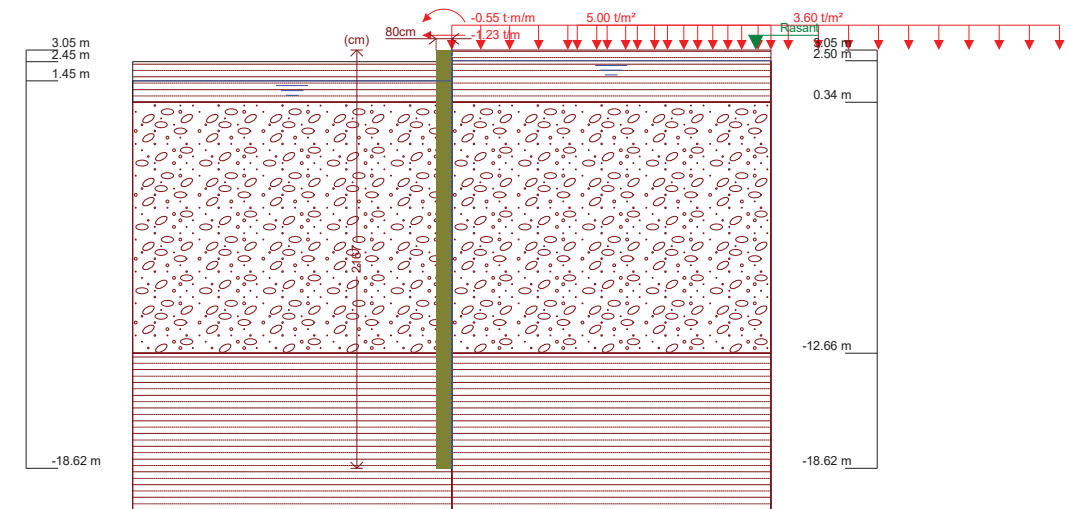 -0.55 t·m/m
5.00 t/m²
3.60 t/m²
80cm
-1.23 t/m
Rasant
(cm)
3.05 m
3.05 m
2.45 m
2.50 m
1.45 m
0.34 m
2167
-12.66 m
-18.62 m
-18.62 m